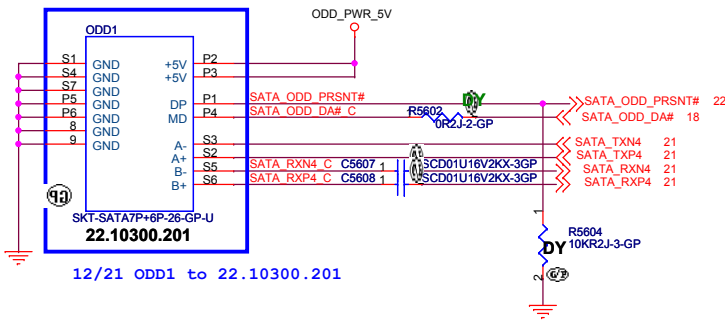 ODD_PWR_5V
ODD1
S1 GND +5V P2
S4 GND +5V P3
S7 GND
P5 GND DP P1 SATA_ODD_PRSNT# DY SATA_ODD_PRSNT# 22
P6 GND MD P4 SATA_ODD_DA#_C R5602 SATA_ODD_DA# 18
0R2J-2-GP
8 GND
9 GND A- S3 SATA_TXN4 21
A+ S2 SATA_TXP4 21
B- S5 SATA_RXN4_C C5607 1 SCD01U16V2KX-3GP SATA_RXN4 21
B+ S6 SATA_RXP4_C C5608 1 SCD01U16V2KX-3GP SATA_RXP4 21
SKT-SATA7P+6P-26-GP-U
22.10300.201
1
R5604
DY 10KR2J-3-GP
2
12/21 ODD1 to 22.10300.201